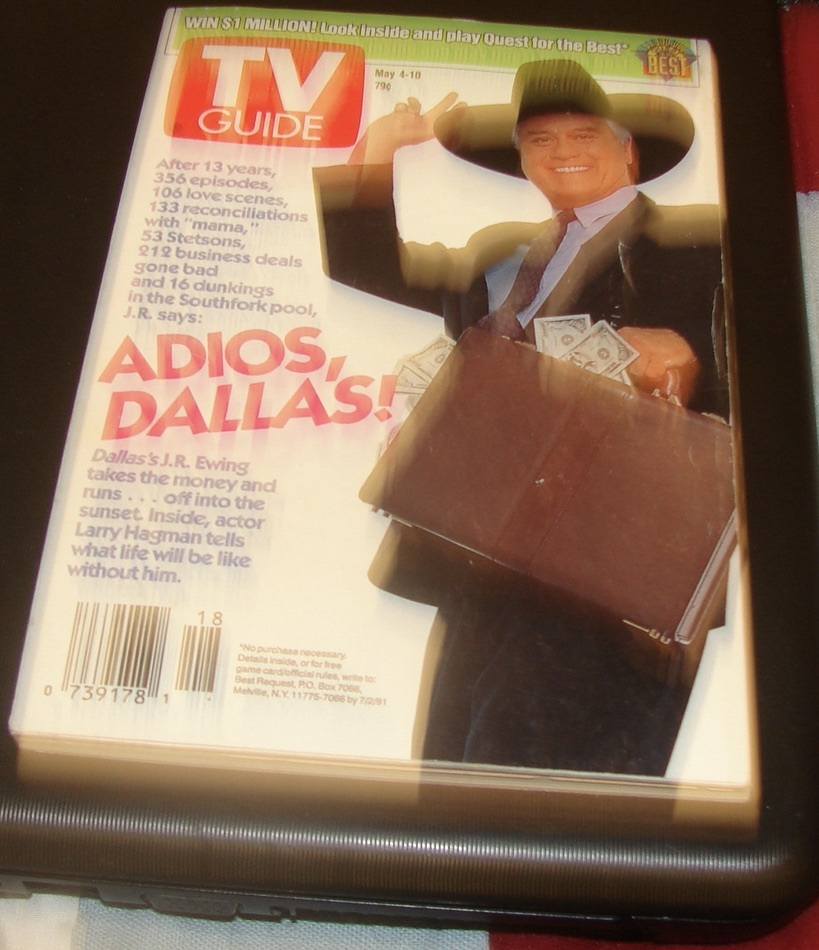 WIN $1 MILLION! Look Inside and play Quest for the Best*
BEST
TV
GUIDE
May 4-10
79¢
After 13 years,
356 episodes,
106 love scenes,
133 reconciliations
with "mama,"
53 Stetsons,
212 business deals
gone bad
and 16 dunkings
in the Southfork pool,
J.R. says:
ADIOS,
DALLAS!
Dallas's J.R. Ewing
takes the money and
runs . . . off into the
sunset. Inside, actor
Larry Hagman tells
what life will be like
without him.
18
0 739178 1
*No purchase necessary.
Details inside, or for free
game card/official rules, write to:
Best Request, P.O. Box 7066,
Melville, N.Y. 11775-7066 by 7/2/91